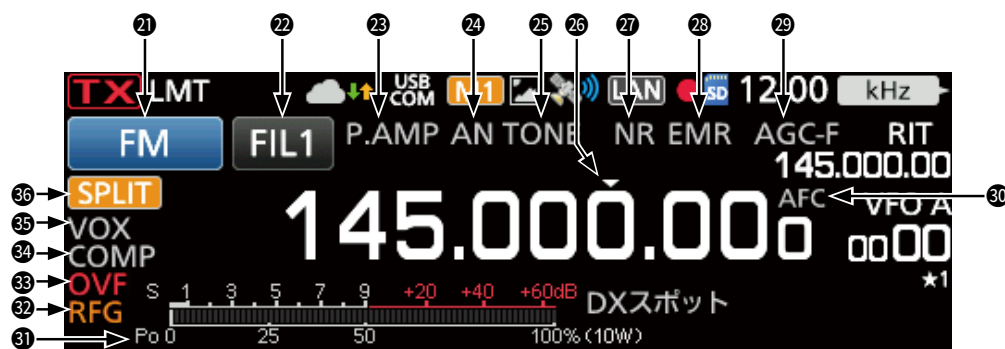 ㉑ ㉒ ㉓ ㉔ ㉕ ㉖ ㉗ ㉘ ㉙
TX LMT USB COM M1 LAN SD 12:00 kHz
FM FIL1 P.AMP AN TONE NR EMR AGC-F RIT
145.000.00
㊱ SPLIT 145.000.000 AFC ㉚ VFO A
㉟ VOX 00 00
㉞ COMP
㉝ OVF S 1 3 5 7 9 +20 +40 +60dB DXスポット ★1
㉜ RFG
㉛ Po 0 25 50 100% (10W)